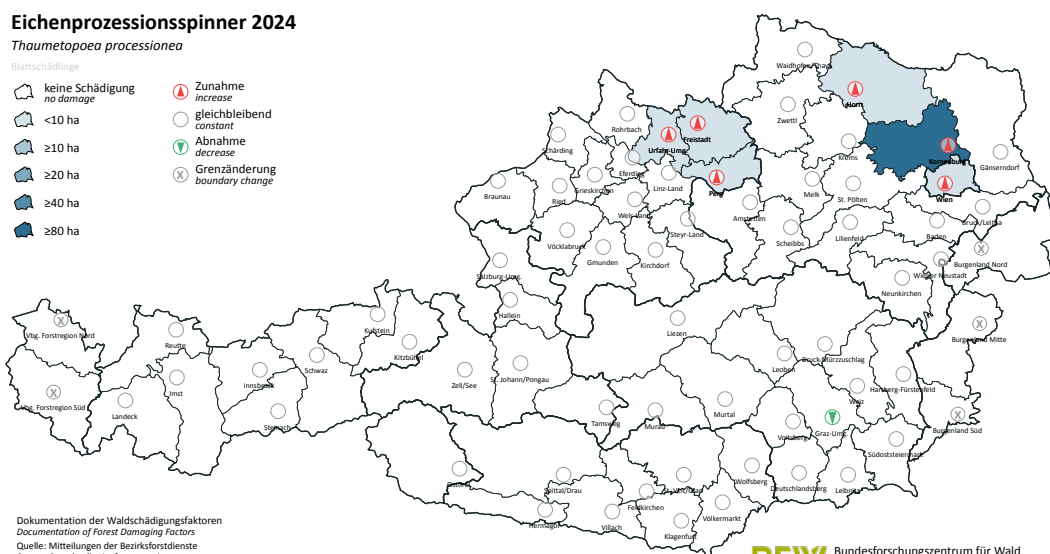 Eichenprozessionsspinner 2024
Thaumetopoea processionea
Blattschädlinge
keine Schädigung
no damage
<10 ha
≥10 ha
≥20 ha
≥40 ha
≥80 ha
Zunahme
increase
gleichbleibend
constant
Abnahme
decrease
Grenzänderung
boundary change
Waidhofen/Thaya
Horn
Zwettl
Rohrbach
Freistadt
Urfahr-Umg.
Schärding
Krems
Korneuburg
Gänserndorf
Eferding
Grieskirchen
Linz-Land
Perg
Braunau
Ried
Melk
St. Pölten
Wien
Wels-Land
Amstetten
Bruck/Leitha
Steyr-Land
Vöcklabruck
Scheibbs
Lilienfeld
Baden
Gmunden
Kirchdorf
Burgenland Nord
Salzburg-Umg.
Wiener Neustadt
Neunkirchen
Hallein
Liezen
Vbg. Forstregion Nord
Kufstein
Burgenland Mitte
Reutte
Kitzbühel
Bruck-Mürzzuschlag
Schwaz
Leoben
Innsbruck
Zell/See
St. Johann/Pongau
Imst
Hartberg-Fürstenfeld
Weiz
Vbg. Forstregion Süd
Landeck
Murtal
Steinach
Tamsweg
Murau
Voitsberg
Graz-Umg.
Burgenland Süd
Südoststeiermark
Osttirol
Spittal/Drau
St. Veit/Glan
Wolfsberg
Deutschlandsberg
Leibnitz
Feldkirchen
Hermagor
Villach
Völkermarkt
Klagenfurt
Dokumentation der Waldschädigungsfaktoren
Documentation of Forest Damaging Factors
Quelle: Mitteilungen der Bezirksforstdienste
Bundesforschungszentrum für Wald